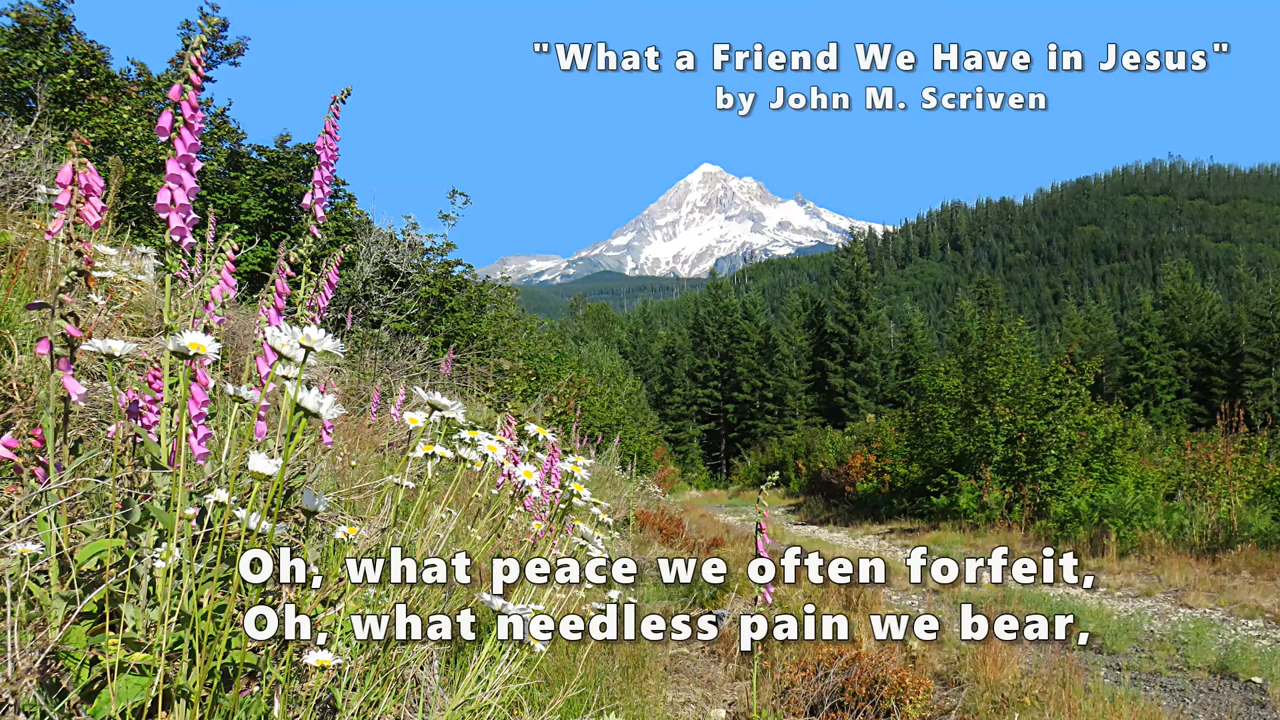 "What a Friend We Have in Jesus"
by John M. Scriven
Oh, what peace we often forfeit,
Oh, what needless pain we bear,